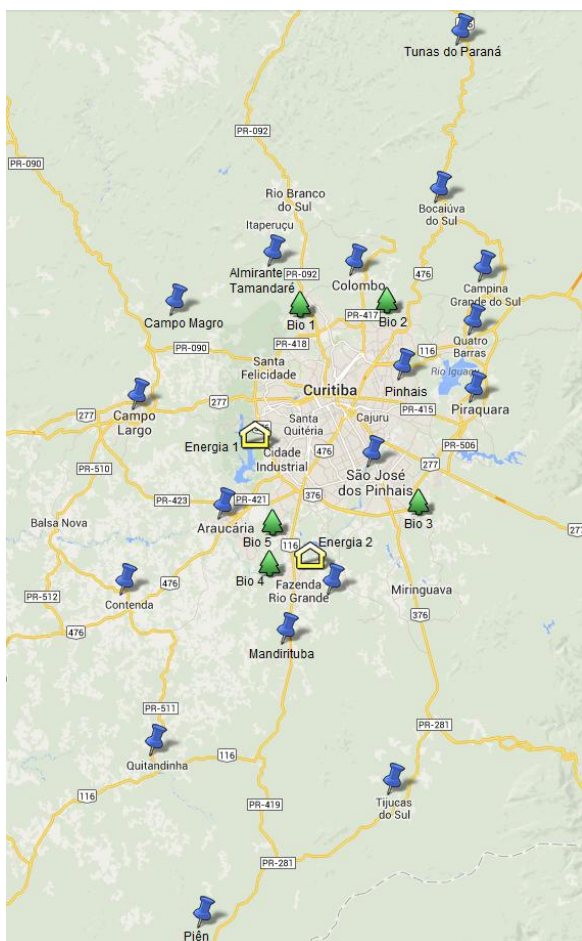 Tunas do Paraná
PR-092
PR-090
Rio Branco
do Sul
Bocaiúva
do Sul
Itaperuçu
Almirante
Tamandaré
PR-092
Colombo
476
Campina
Grande do Sul
Campo Magro
Bio 1
Bio 2
PR-417
PR-418
Quatro
Barras
PR-090
116
Santa
Felicidade
Rio Iguaçu
Pinhais
Curitiba
Piraquara
277
277
PR-415
Campo
Largo
Santa
Quitéria
Cajuru
Energia 1
Cidade
Industrial
476
PR-506
277
PR-510
São José
dos Pinhais
376
PR-423
PR-421
Bio 3
Balsa Nova
Araucária
Bio 5
277
116
Energia 2
Bio 4
476
Fazenda
Rio Grande
Miringuava
PR-512
Contenda
376
476
Mandirituba
PR-511
PR-281
Quitandinha
116
116
PR-419
Tijucas
do Sul
PR-281
Piên